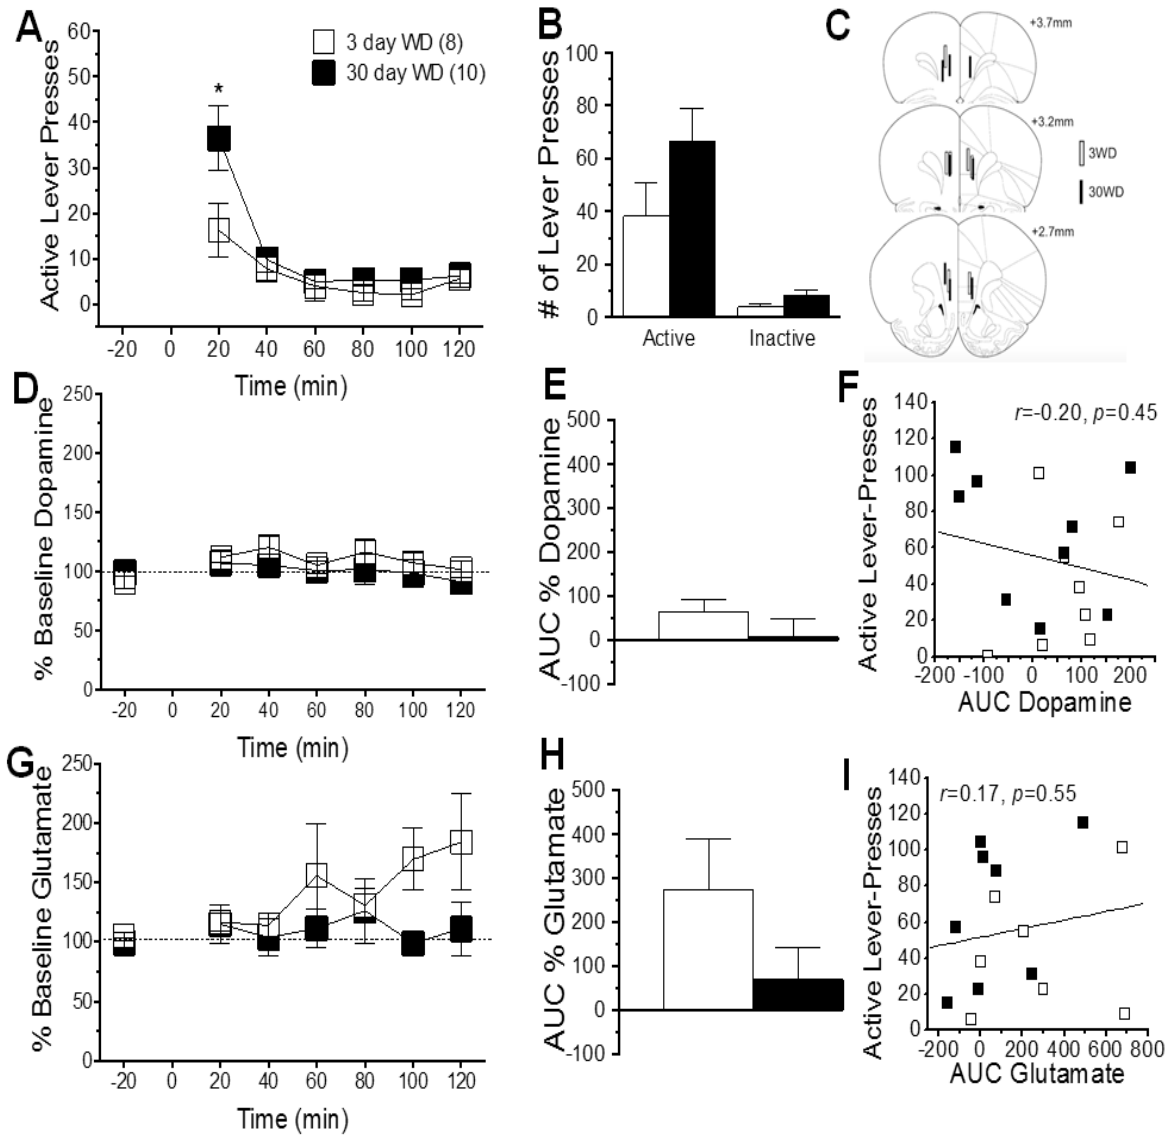 A
Active Lever Presses
60
50
40
30
20
10
0
*
3 day WD (8)
30 day WD (10)
-20 0 20 40 60 80 100 120
Time (min)
B
# of Lever Presses
100
80
60
40
20
0
Active Inactive
C
+3.7mm
+3.2mm
+2.7mm
3WD
30WD
D
% Baseline Dopamine
250
200
150
100
50
0
-20 0 20 40 60 80 100 120
Time (min)
E
AUC % Dopamine
500
400
300
200
100
0
-100
F
Active Lever-Presses
140
120
100
80
60
40
20
0
r=-0.20, p=0.45
-200 -100 0 100 200
AUC Dopamine
G
% Baseline Glutamate
250
200
150
100
50
0
-20 0 20 40 60 80 100 120
Time (min)
H
AUC % Glutamate
500
400
300
200
100
0
-100
I
Active Lever-Presses
140
120
100
80
60
40
20
0
r=0.17, p=0.55
-200 0 200 400 600 800
AUC Glutamate